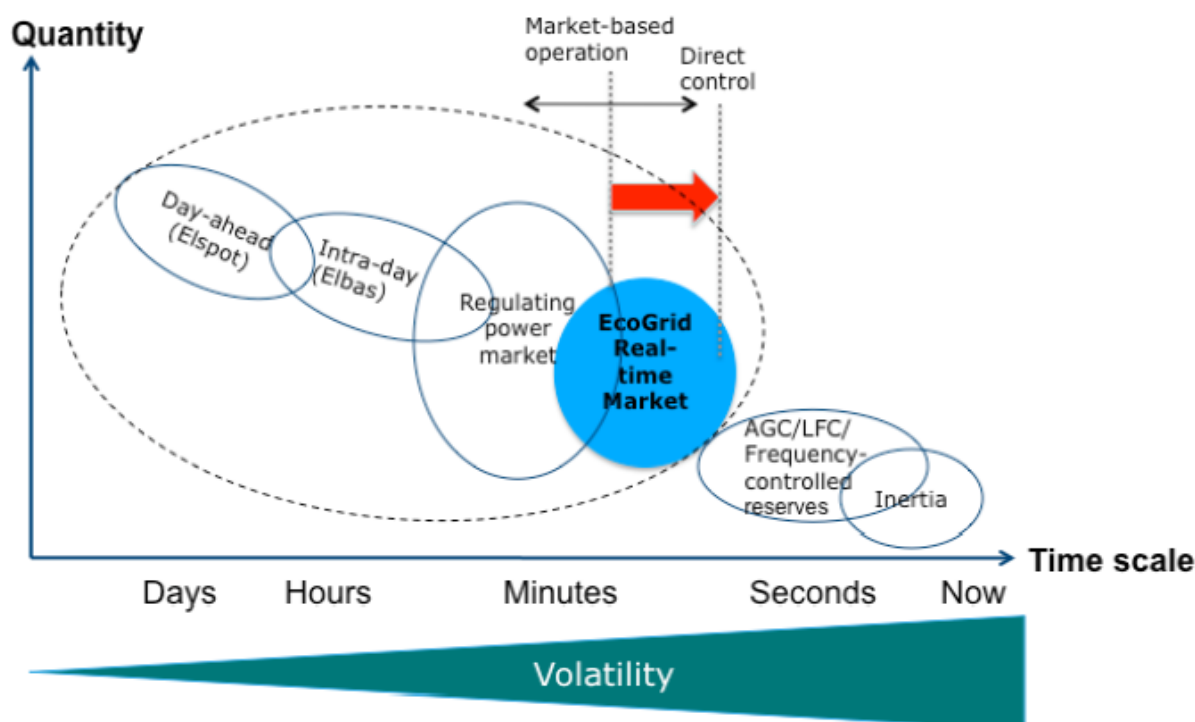 Quantity
Market-based
operation
Direct
control
Day-ahead
(Elspot)
Intra-day
(Elbas)
Regulating
power
market
EcoGrid
Real-
time
Market
AGC/LFC/
Frequency-
controlled
reserves
Inertia
Time scale
Days
Hours
Minutes
Seconds
Now
Volatility